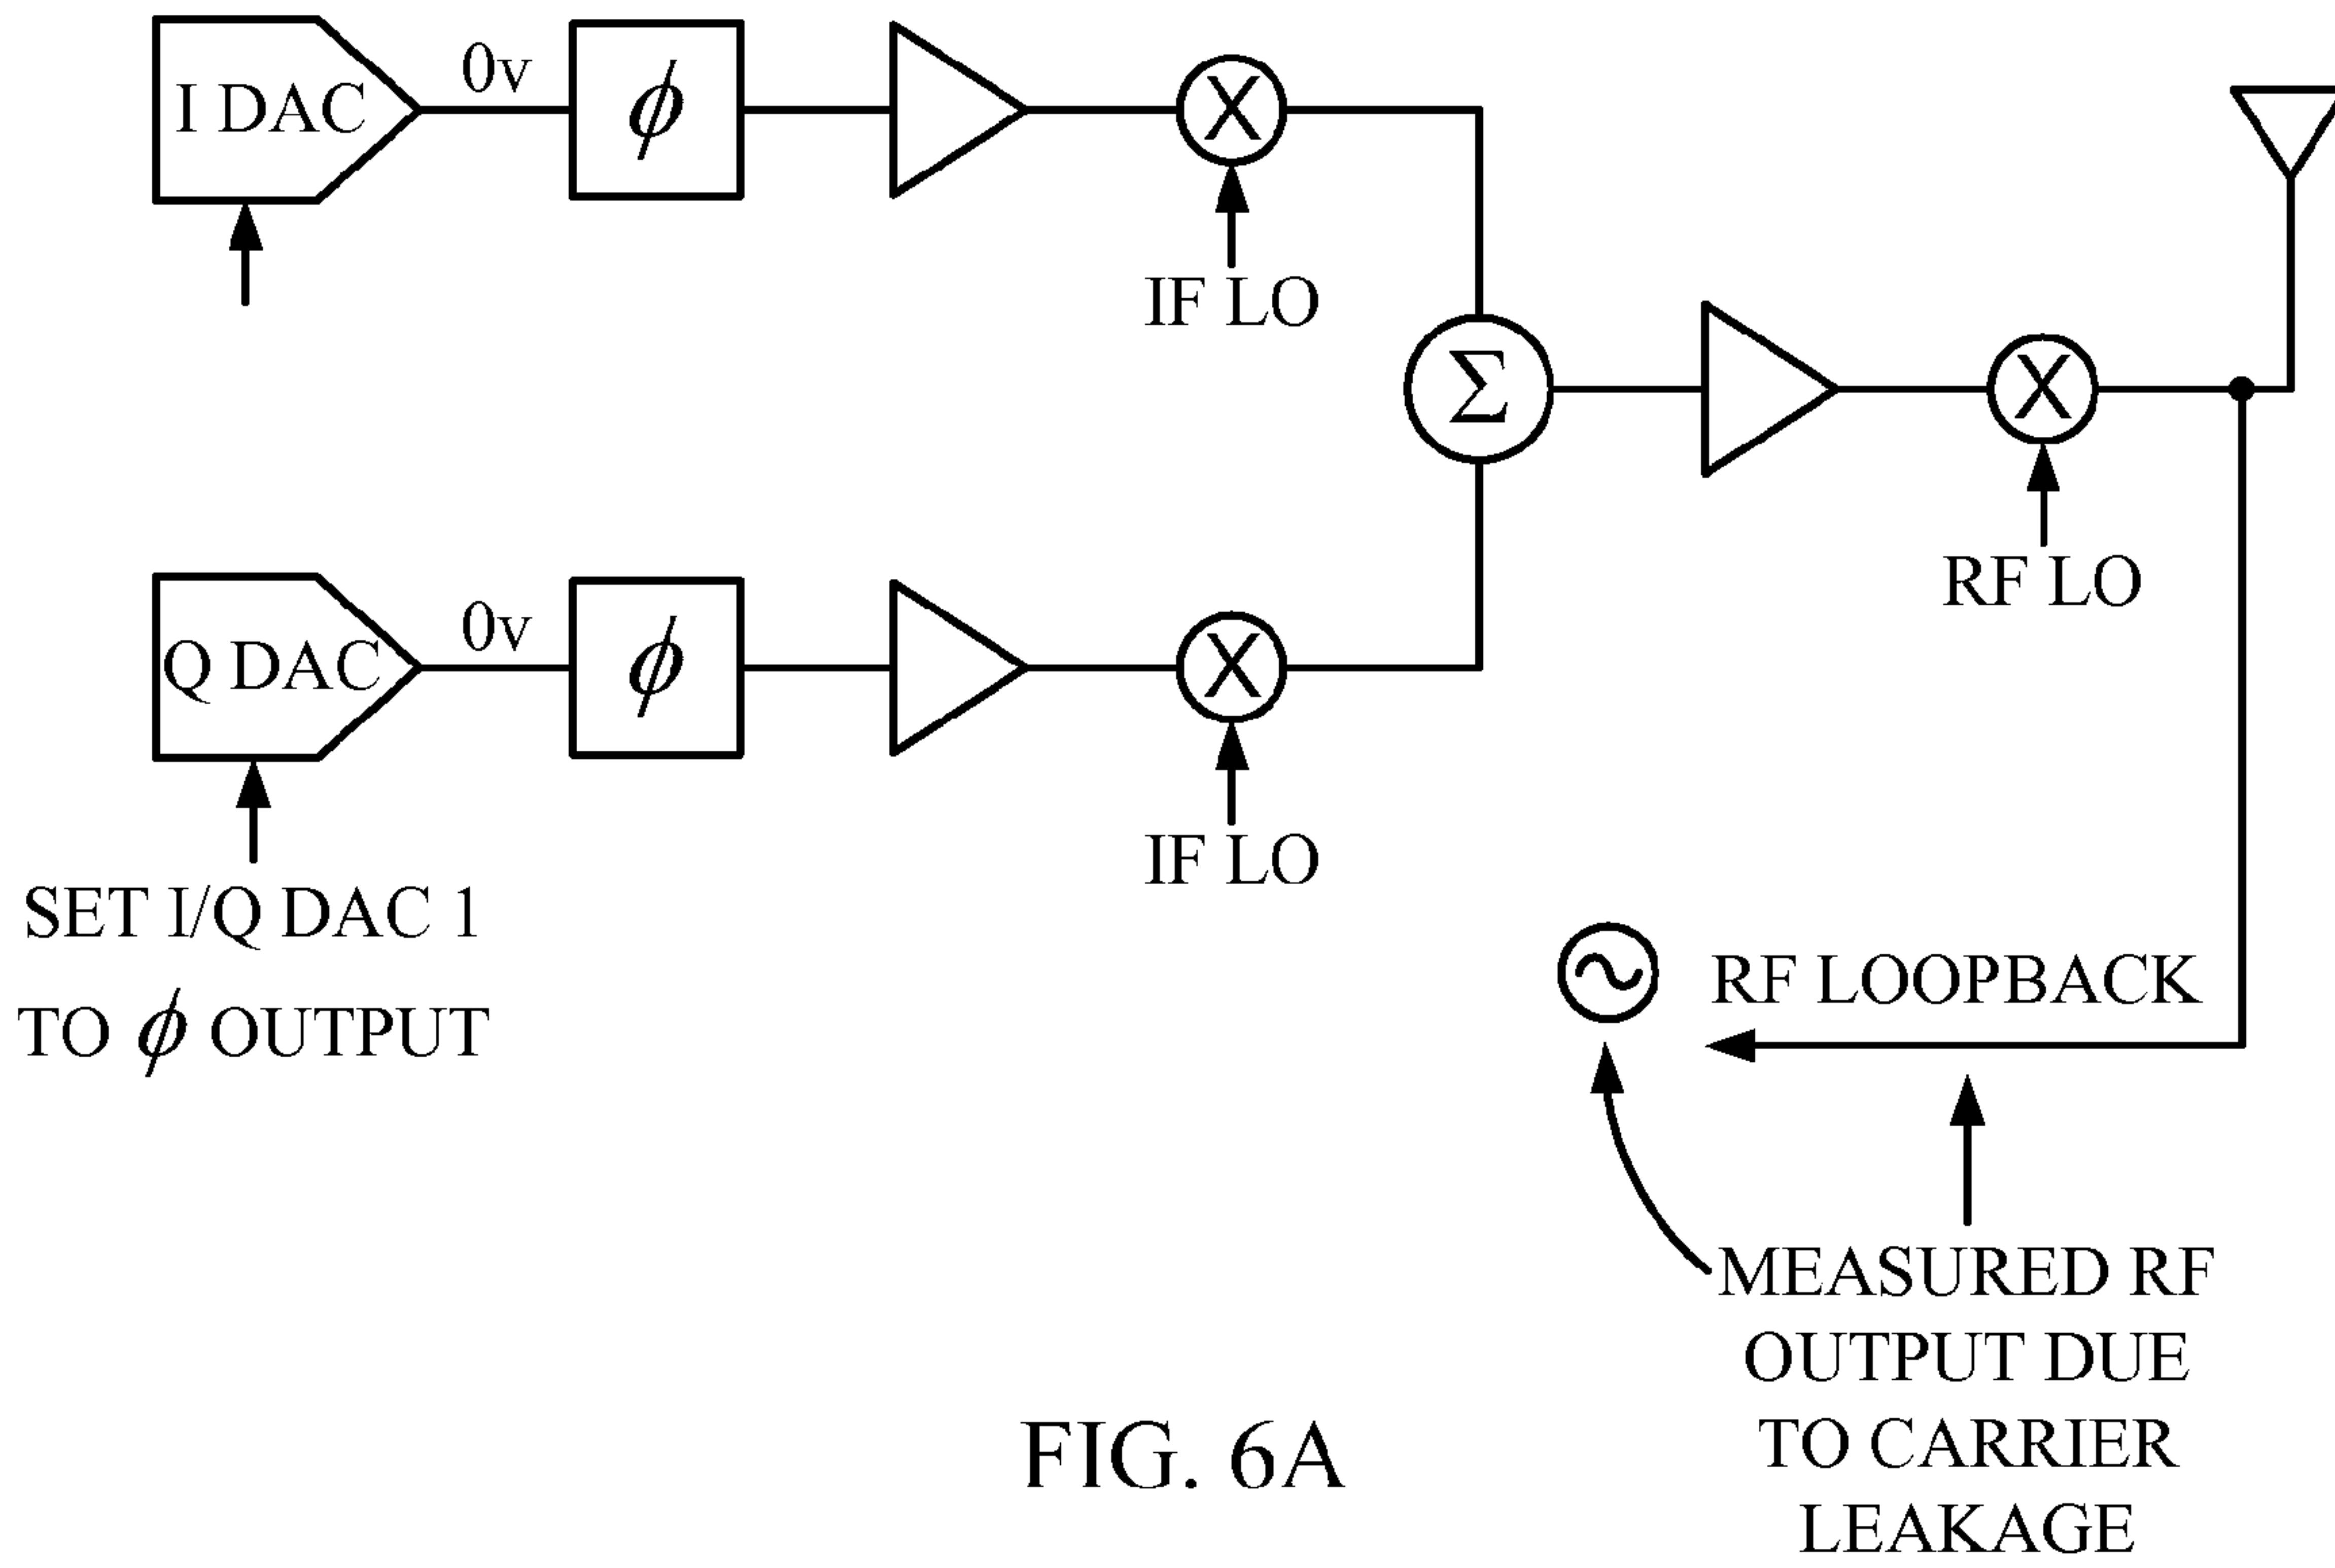 I DAC
0v
ϕ
X
IF LO
Σ
X
RF LO
Q DAC
0v
ϕ
X
IF LO
SET I/Q DAC 1
TO ϕ OUTPUT
RF LOOPBACK
MEASURED RF
OUTPUT DUE
TO CARRIER
LEAKAGE
FIG. 6A